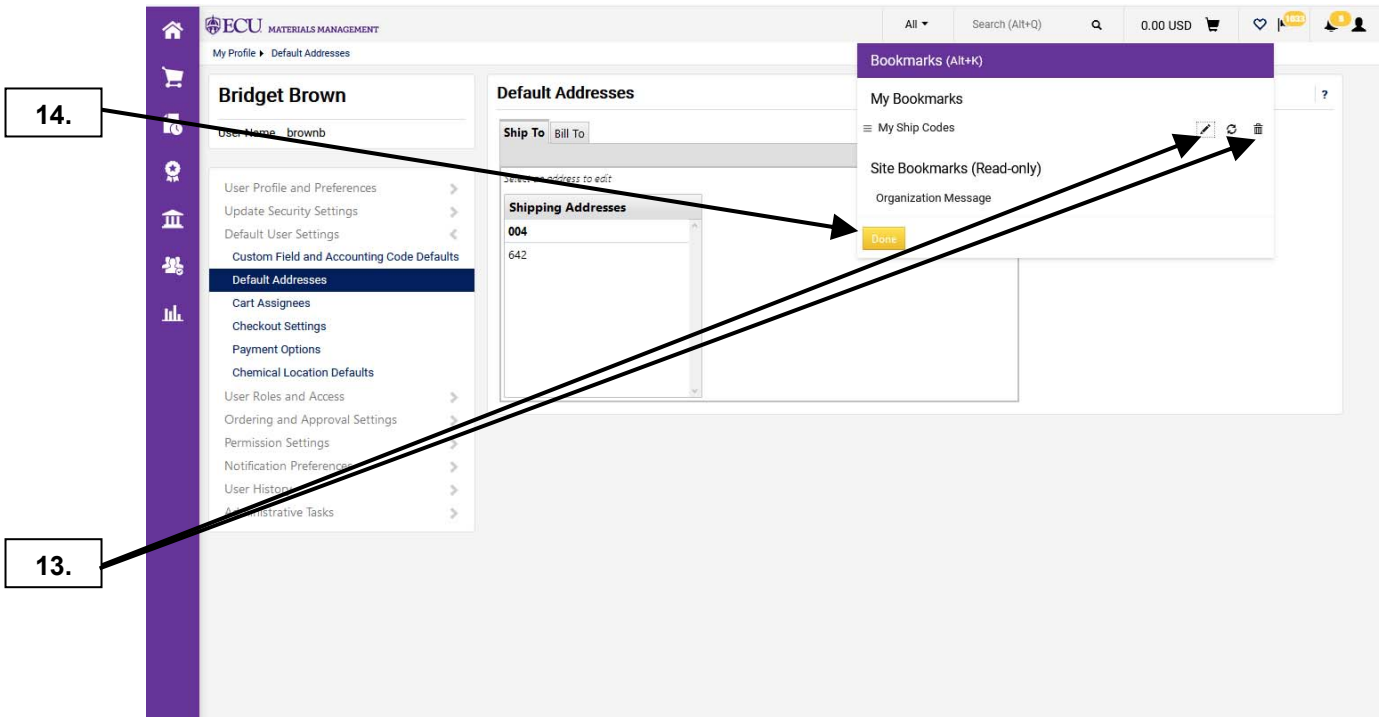 ECU MATERIALS MANAGEMENT
All
Search (Alt+Q)
0.00 USD
1033
9
My Profile
Default Addresses
Bookmarks (Alt+K)
My Bookmarks
My Ship Codes
Site Bookmarks (Read-only)
Organization Message
Done
?
14.
Bridget Brown
User Name brownb
User Profile and Preferences
Update Security Settings
Default User Settings
Custom Field and Accounting Code Defaults
Default Addresses
Cart Assignees
Checkout Settings
Payment Options
Chemical Location Defaults
User Roles and Access
Ordering and Approval Settings
Permission Settings
Notification Preferences
User History
Administrative Tasks
Default Addresses
Ship To
Bill To
Select an address to edit
Shipping Addresses
004
642
13.